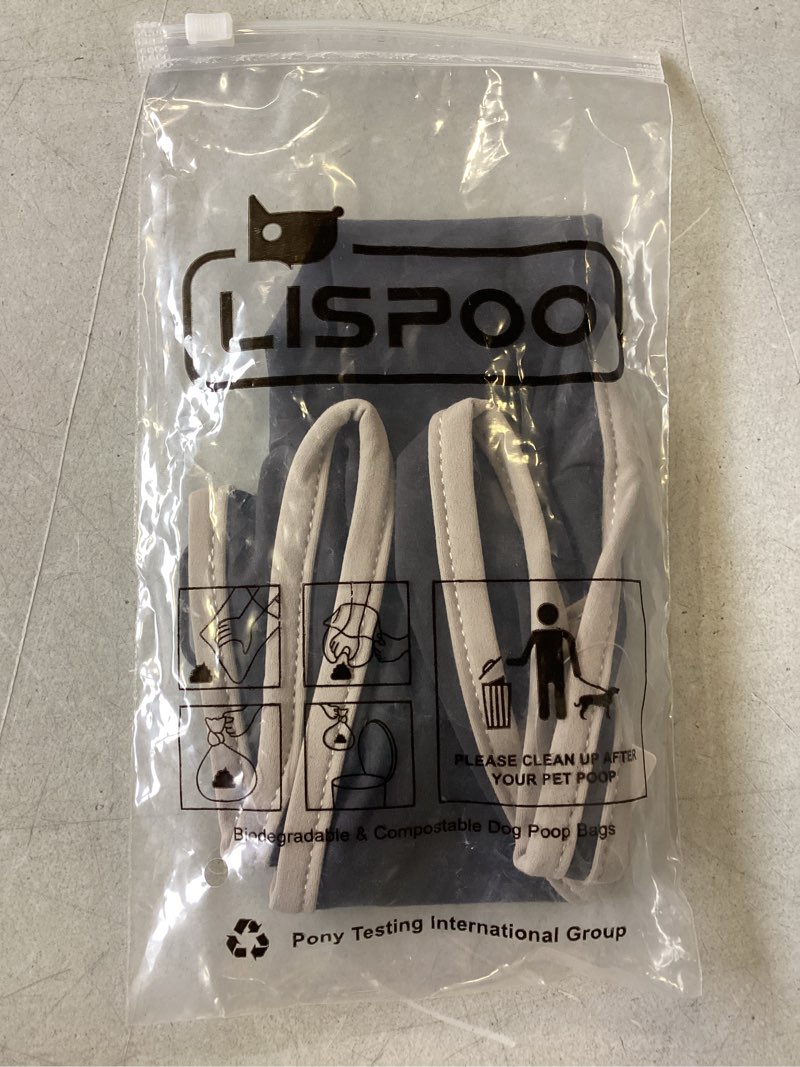 LISPOO
PLEASE CLEAN UP AFTER
YOUR PET POOP
Biodegradable & Compostable Dog Poop Bags
Pony Testing International Group